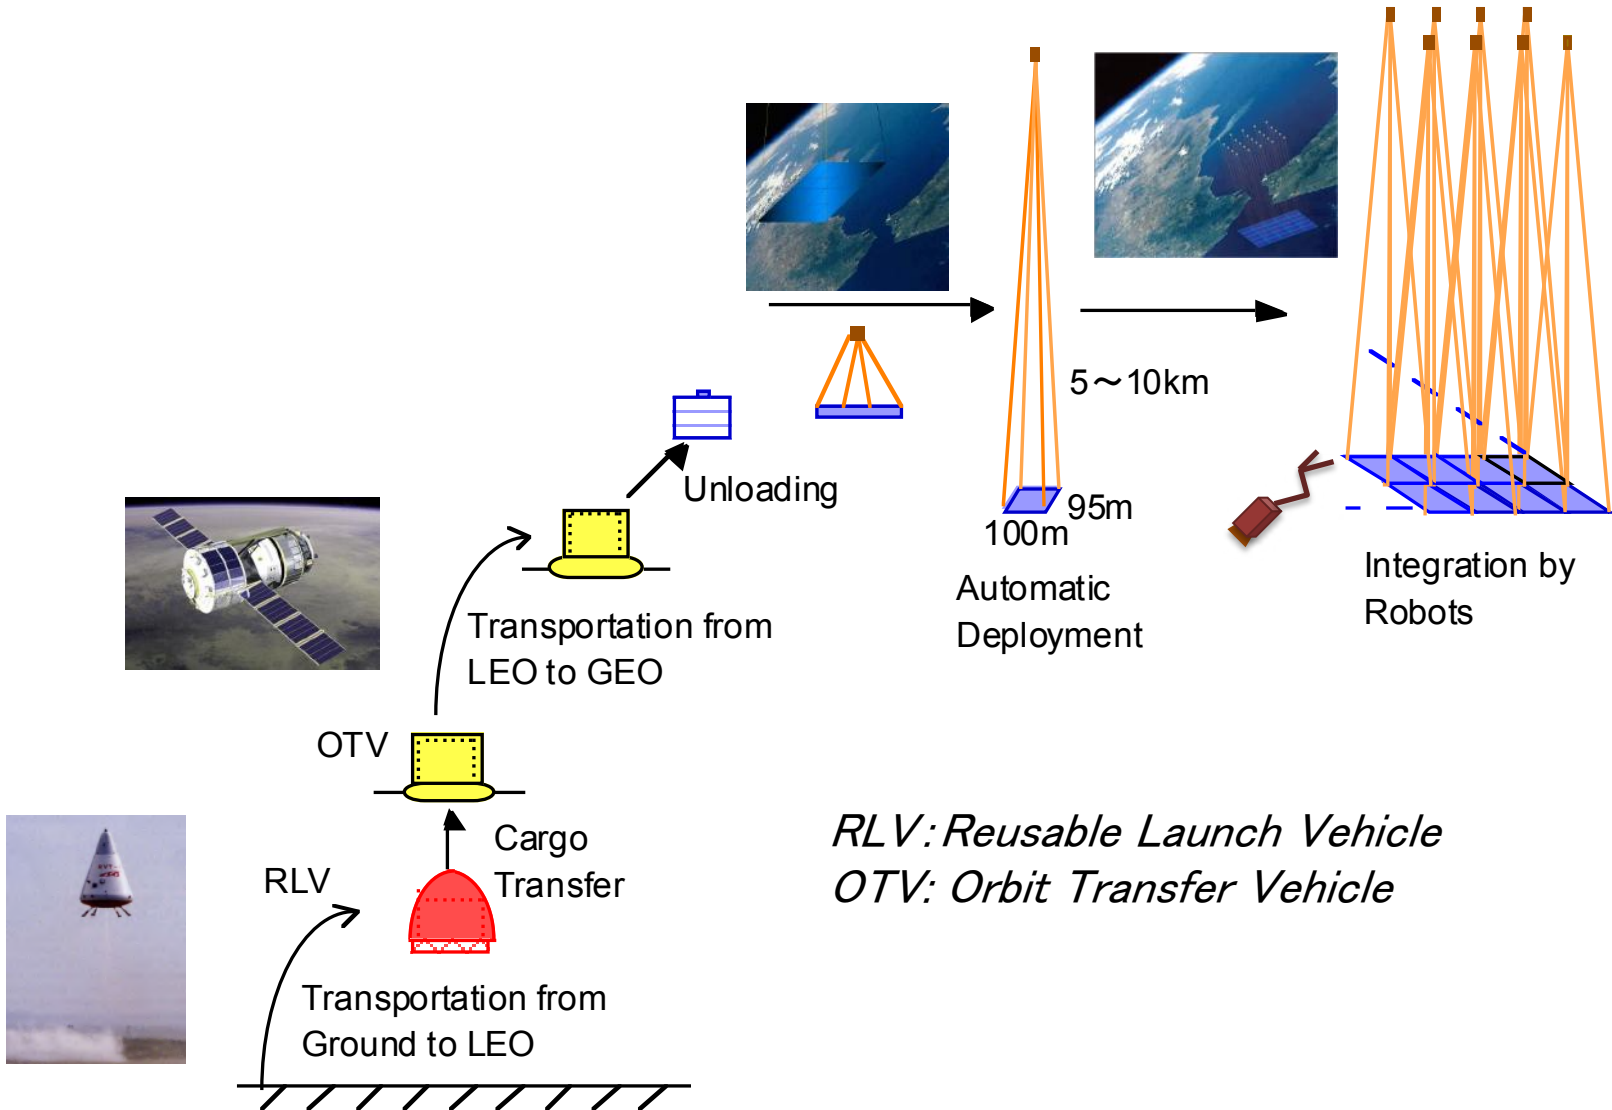 5～10km
Unloading
95m
100m
Automatic
Deployment
Integration by
Robots
Transportation from
LEO to GEO
OTV
Cargo
Transfer
RLV
Transportation from
Ground to LEO
RLV: Reusable Launch Vehicle
OTV: Orbit Transfer Vehicle